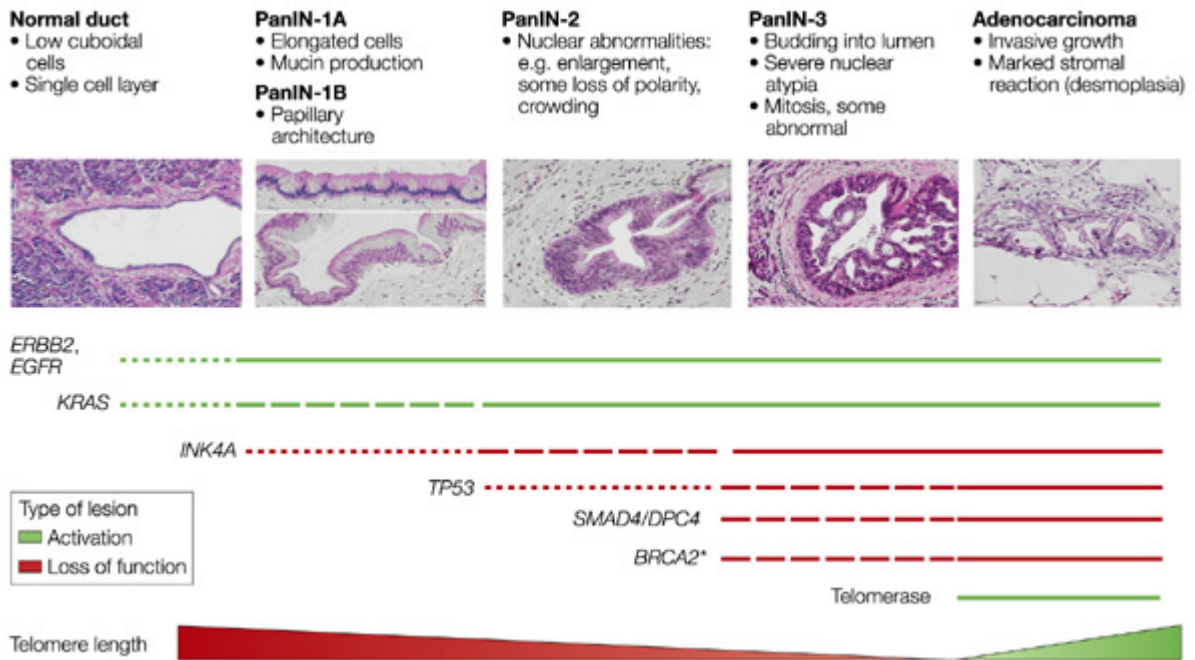 Normal duct
• Low cuboidal
cells
• Single cell layer
PanIN-1A
• Elongated cells
• Mucin production
PanIN-1B
• Papillary
architecture
PanIN-2
• Nuclear abnormalities:
e.g. enlargement,
some loss of polarity,
crowding
PanIN-3
• Budding into lumen
• Severe nuclear
atypia
• Mitosis, some
abnormal
Adenocarcinoma
• Invasive growth
• Marked stromal
reaction (desmoplasia)
ERBB2,
EGFR
KRAS
INK4A
TP53
SMAD4/DPC4
BRCA2*
Telomerase
Type of lesion
Activation
Loss of function
Telomere length